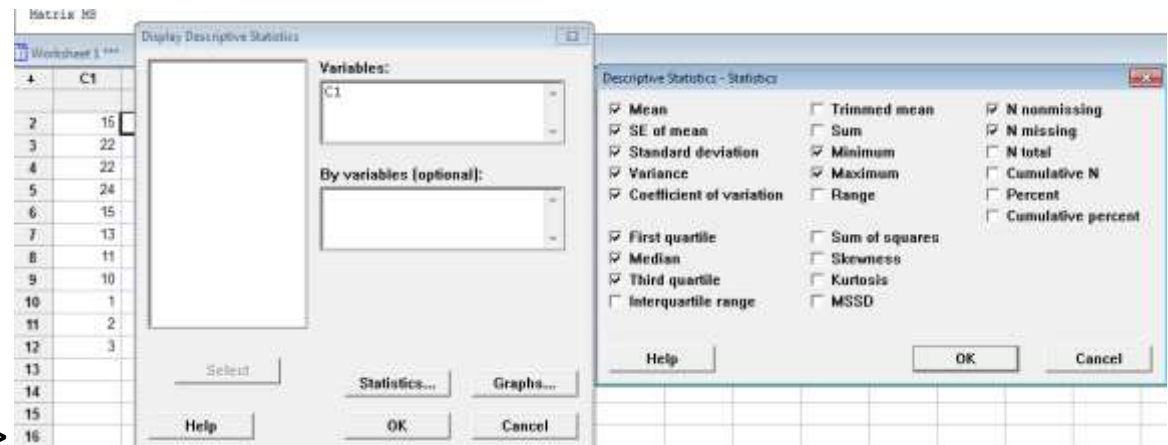 Matrix M8
Worksheet 1 ***
+ C1
2 15
3 22
4 22
5 24
6 15
7 13
8 11
9 10
10 1
11 2
12 3
13
14
15
> 16
Display Descriptive Statistics
Variables:
C1
By variables (optional):
Select
Statistics... Graphs...
Help OK Cancel
Descriptive Statistics - Statistics
Mean Trimmed mean N nonmissing
SE of mean Sum N missing
Standard deviation Minimum N total
Variance Maximum Cumulative N
Coefficient of variation Range Percent
Cumulative percent
First quartile Sum of squares
Median Skewness
Third quartile Kurtosis
Interquartile range MSSD
Help OK Cancel